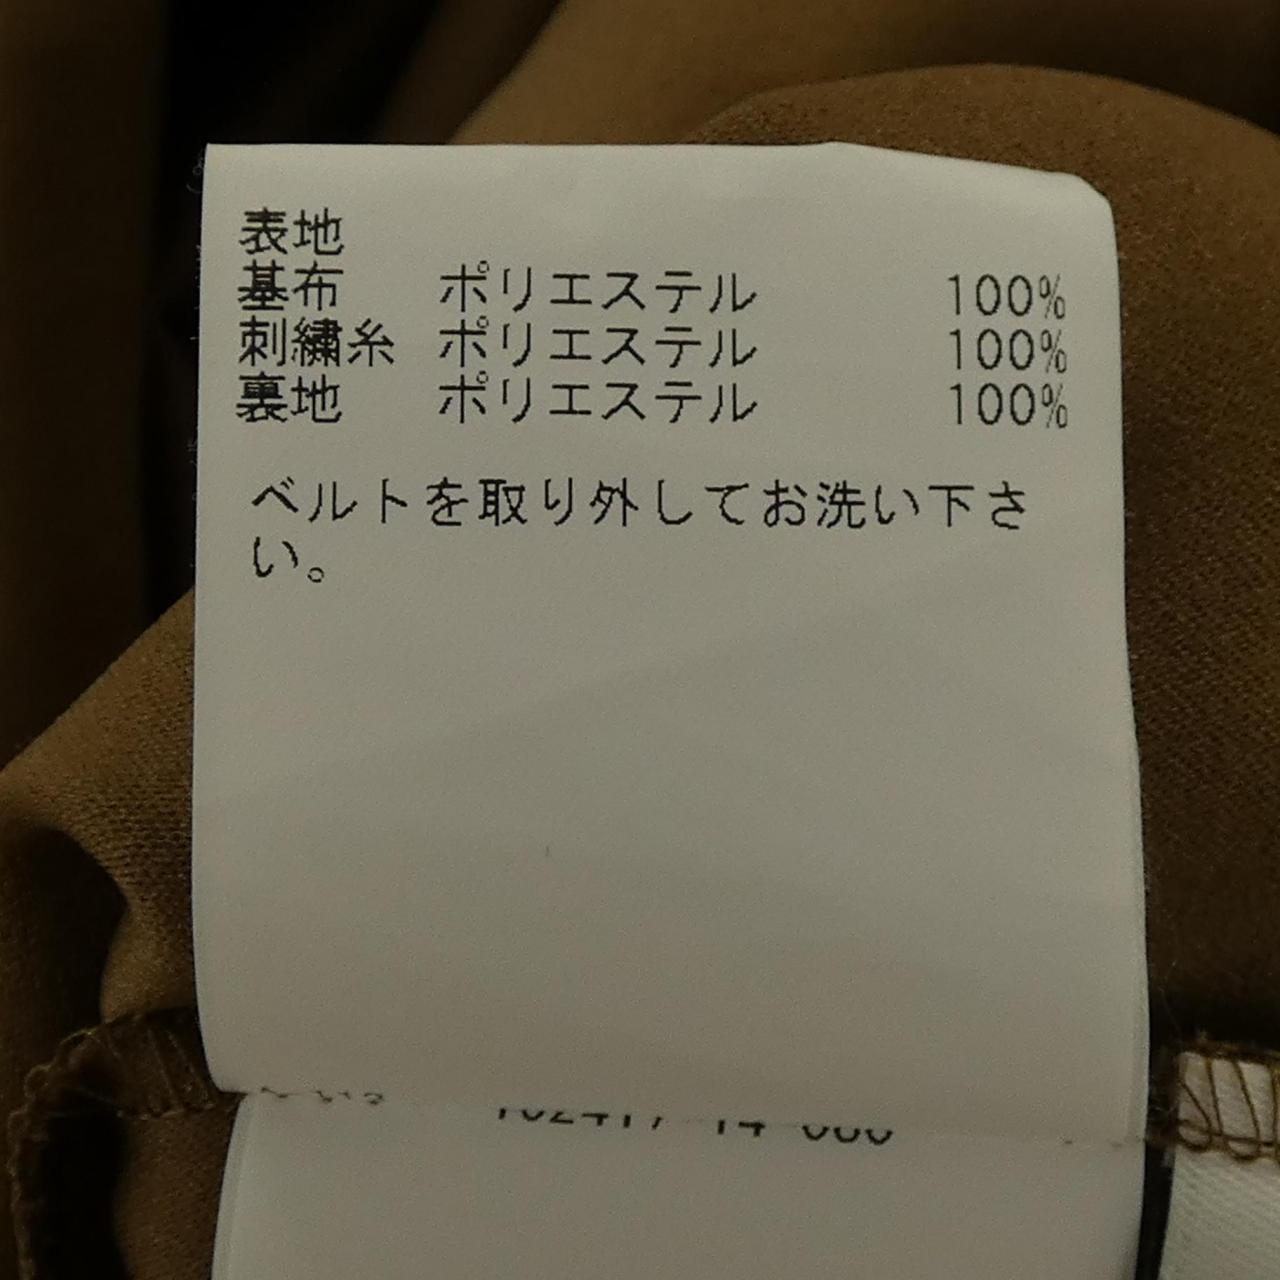 表地
基布 ポリエステル 100%
刺繍糸 ポリエステル 100%
裏地 ポリエステル 100%
ベルトを取り外してお洗い下さ
い。